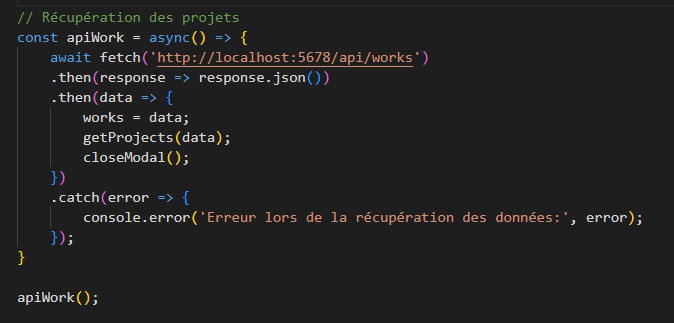 // Récupération des projets
const apiWork = async() => {
    await fetch('http://localhost:5678/api/works')
    .then(response => response.json())
    .then(data => {
        works = data;
        getProjects(data);
        closeModal();
    })
    .catch(error => {
        console.error('Erreur lors de la récupération des données:', error);
    });
}

apiWork();